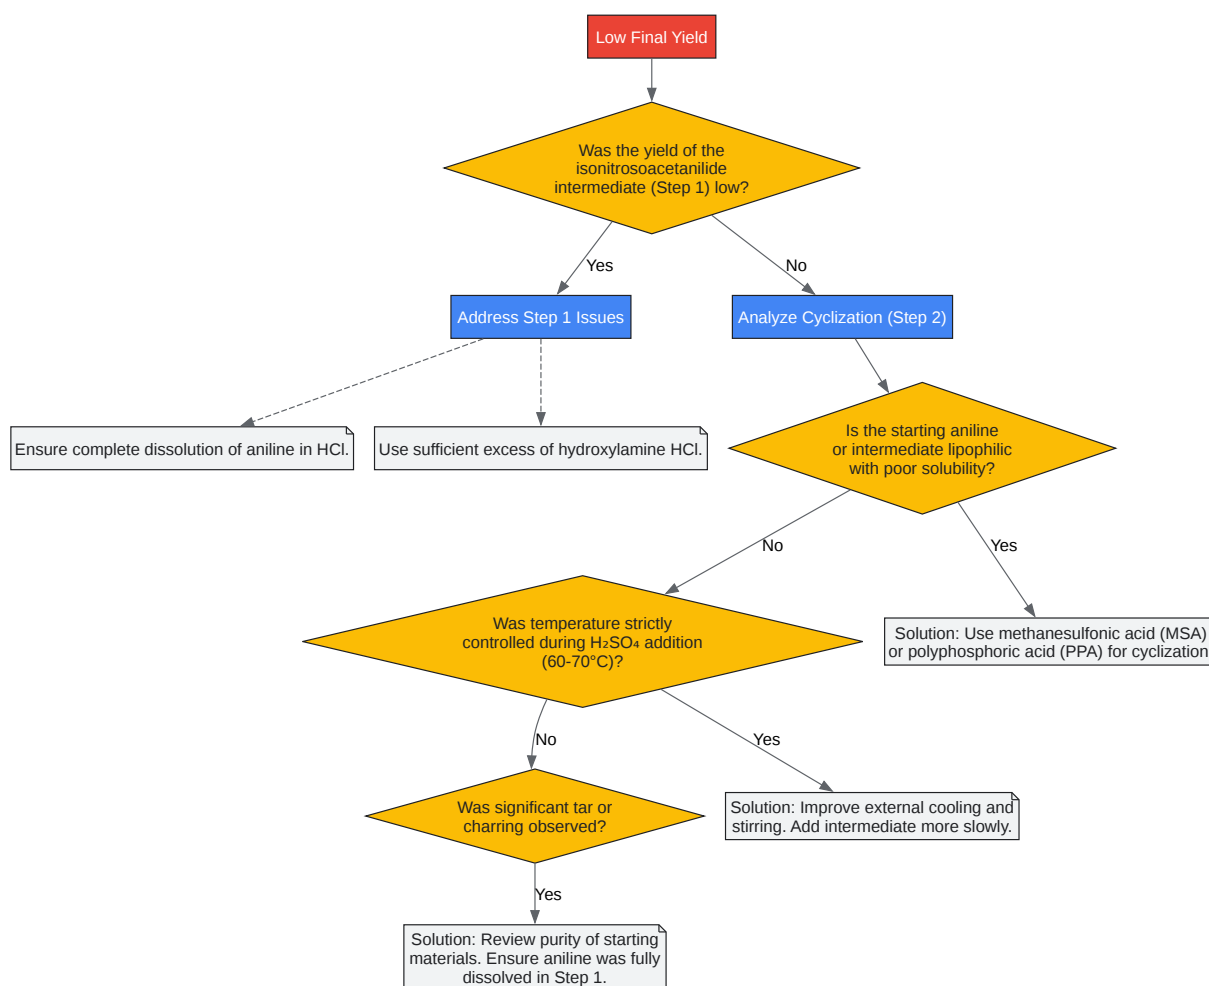 Low Final Yield
Was the yield of the
isonitrosoacetanilide
intermediate (Step 1) low?
Yes
No
Address Step 1 Issues
Analyze Cyclization (Step 2)
Ensure complete dissolution of aniline in HCl.
Use sufficient excess of hydroxylamine HCl.
Is the starting aniline
or intermediate lipophilic
with poor solubility?
No
Yes
Was temperature strictly
controlled during H₂SO₄ addition
(60-70°C)?
Solution: Use methanesulfonic acid (MSA)
or polyphosphoric acid (PPA) for cyclization
No
Yes
Was significant tar or
charring observed?
Solution: Improve external cooling and
stirring. Add intermediate more slowly.
Yes
Solution: Review purity of starting
materials. Ensure aniline was fully
dissolved in Step 1.